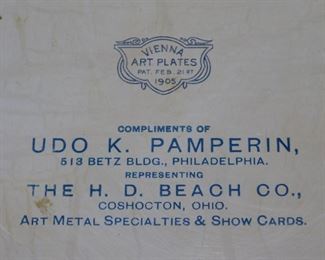 VIENNA
ART PLATES
PAT. FEB. 21ST
1905
COMPLIMENTS OF
UDO K. PAMPERIN,
513 BETZ BLDG., PHILADELPHIA.
REPRESENTING
THE H. D. BEACH CO.,
COSHOCTON, OHIO.
ART METAL SPECIALTIES & SHOW CARDS.